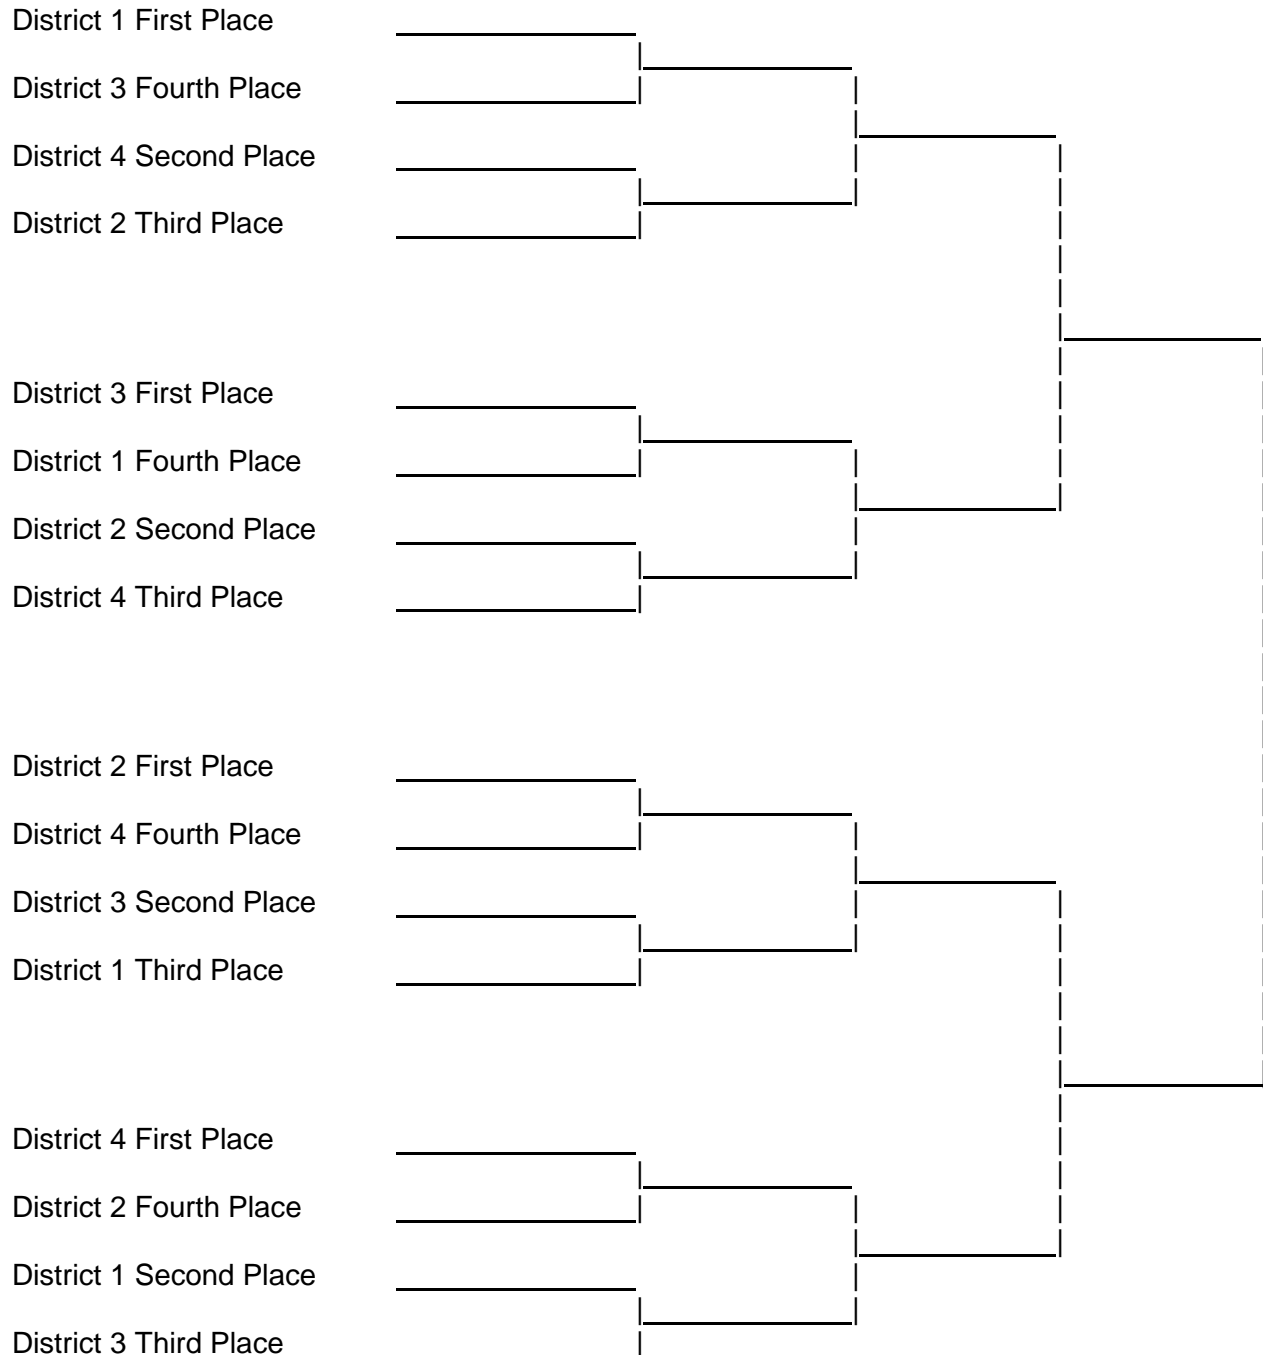 District 1 First Place
District 3 Fourth Place
District 4 Second Place
District 2 Third Place
District 3 First Place
District 1 Fourth Place
District 2 Second Place
District 4 Third Place
District 2 First Place
District 4 Fourth Place
District 3 Second Place
District 1 Third Place
District 4 First Place
District 2 Fourth Place
District 1 Second Place
District 3 Third Place